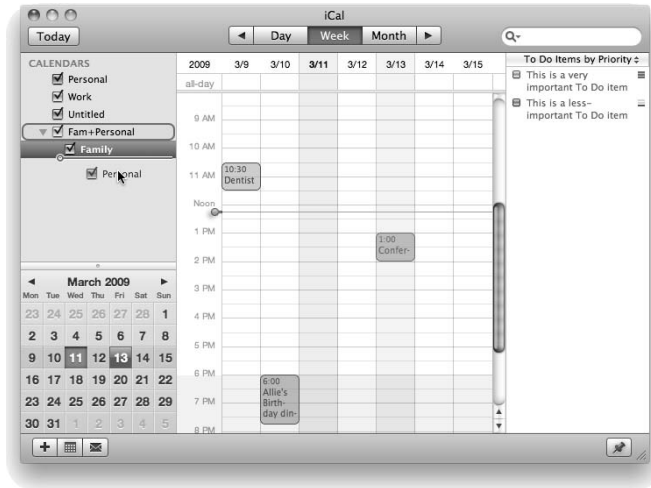 iCal
Today
Day Week Month
CALENDARS
Personal
Work
Untitled
Fam+Personal
Family
Personal
2009 3/9 3/10 3/11 3/12 3/13 3/14 3/15
all-day
9 AM
10 AM
11 AM
Noon
1 PM
2 PM
3 PM
4 PM
5 PM
6 PM
7 PM
8 PM
10:30
Dentist
1:00
Confer-
6:00
Allie's
Birth-
day din-
To Do Items by Priority
This is a very
important To Do item
This is a less-
important To Do item
March 2009
Mon Tue Wed Thu Fri Sat Sun
23 24 25 26 27 28 1
2 3 4 5 6 7 8
9 10 11 12 13 14 15
16 17 18 19 20 21 22
23 24 25 26 27 28 29
30 31 1 2 3 4 5